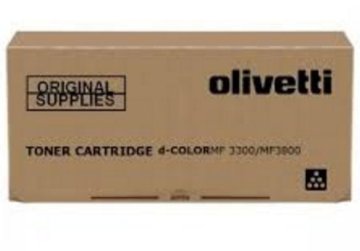 ORIGINAL
SUPPLIES
olivetti
TONER CARTRIDGE d-COLORMF 3300/MF3800